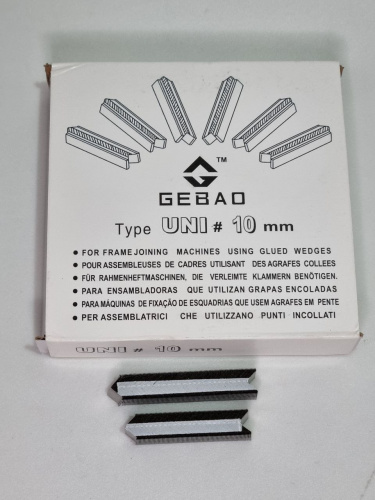 ™
GEBAO
Type UNI # 10 mm
• FOR FRAME JOINING MACHINES USING GLUED WEDGES
• POUR ASSEMBLEUSES DE CADRES UTILISANT DES AGRAFES COLLEES
• FÜR RAHMENHEFTMASCHINEN, DIE VERLEIMTE KLAMMERN BENÖTIGEN.
• PARA ENSAMBLADORAS QUE UTILIZAN GRAPAS ENCOLADAS
• PARA MÁQUINAS DE FIXAÇÃO DE ESQUADRIAS QUE USEM AGRAFES EM PENTE
• PER ASSEMBLATRICI CHE UTILIZZANO PUNTI INCOLLATI
UNI # 10 mm